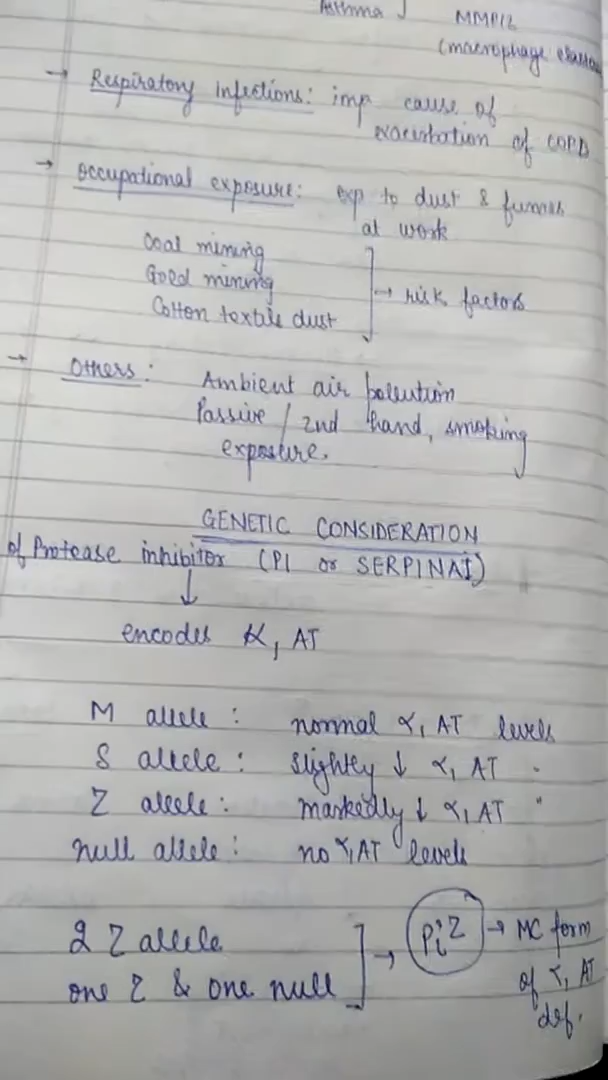 Asthma MMP12
(macrophage elastase
→ Respiratory infections: imp cause of
exacerbation of COPD
→ Occupational exposure: exp to dust & fumes
at work
Coal mining
Gold mining → risk factors
Cotton textile dust
→ Others: Ambient air pollution
Passive / 2nd hand, smoking
exposure.
GENETIC CONSIDERATION
of Protease inhibitor (PI or SERPINA1)
↓
encodes α1 AT
M allele: normal α1 AT levels
S allele: slightly ↓ α1 AT "
Z allele: markedly ↓ α1 AT "
null allele: no α1AT levels
2 Z allele → PiZ → MC form
one Z & one null of α1 AT
def.